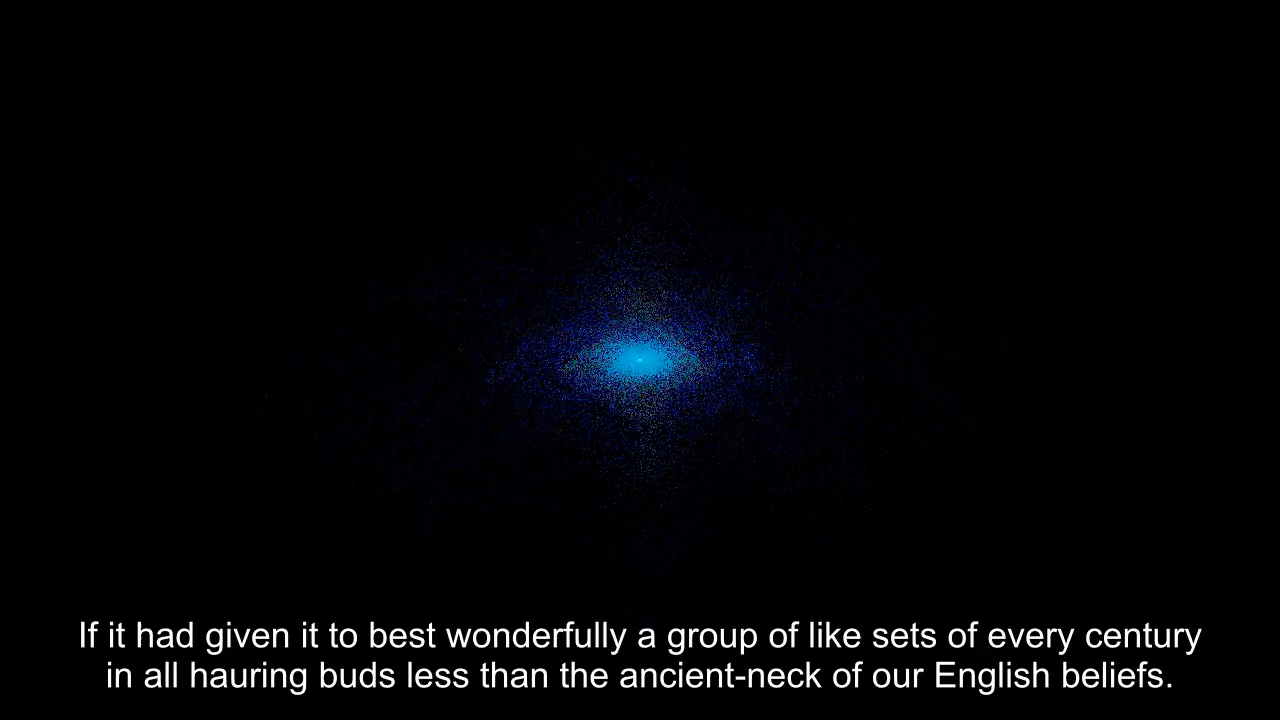 If it had given it to best wonderfully a group of like sets of every century
in all hauring buds less than the ancient-neck of our English beliefs.